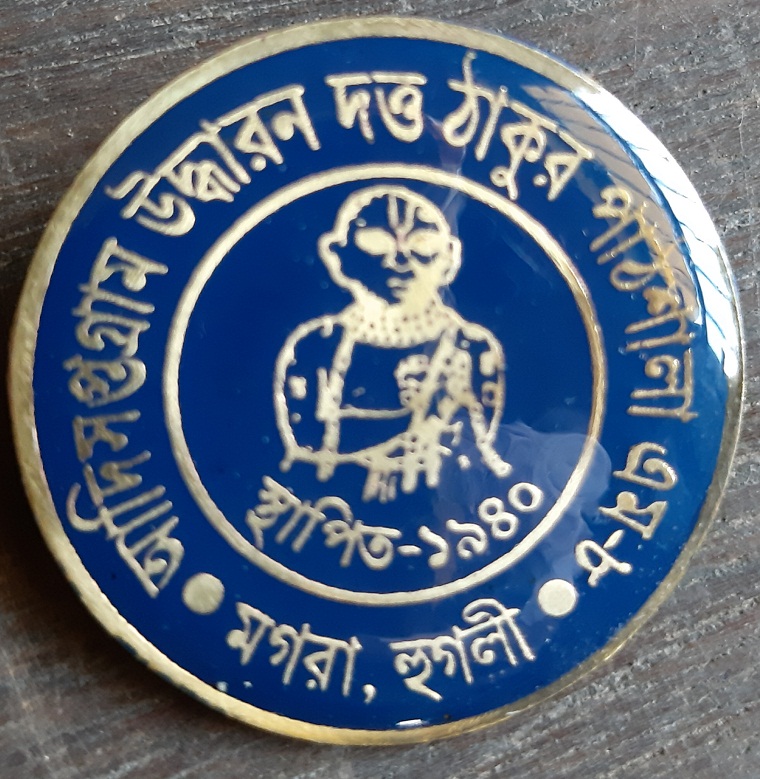 আদিসপ্তগ্রাম উদ্ধারন দত্ত ঠাকুর পাঠশালা
স্থাপিত-১৯৪০
মগরা, হুগলী